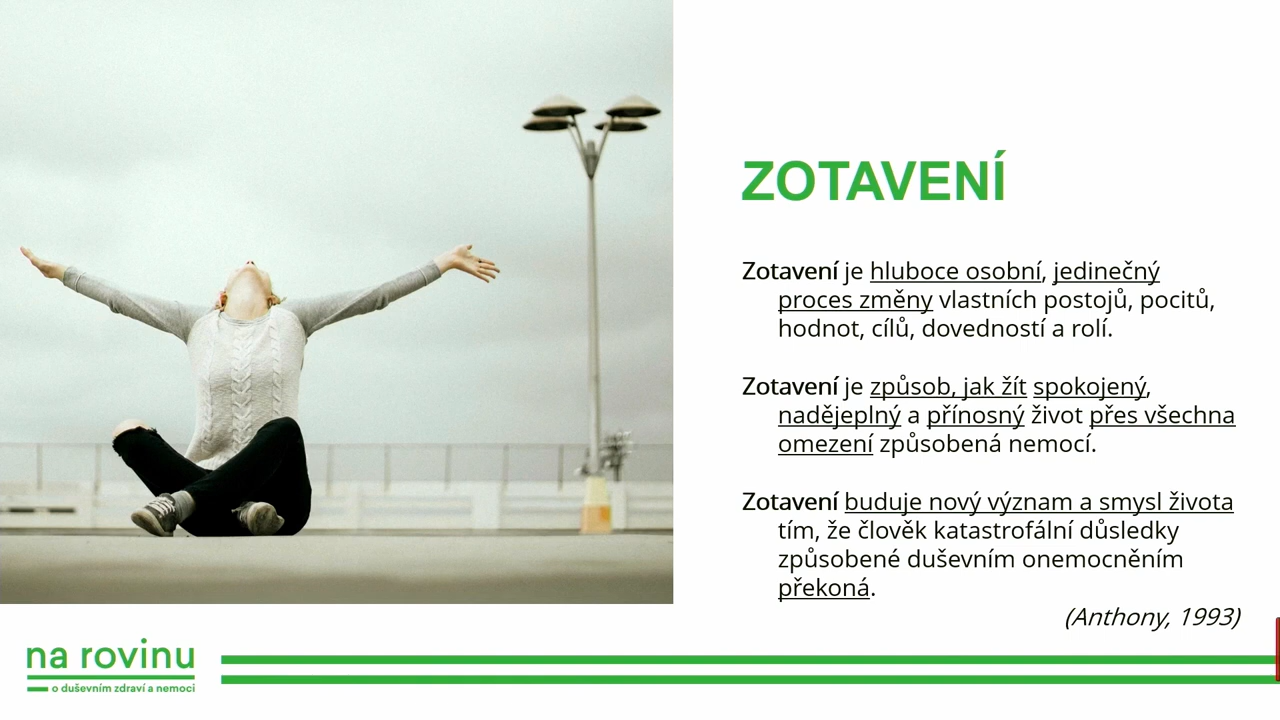 ZOTAVENÍ
Zotavení je hluboce osobní, jedinečný
proces změny vlastních postojů, pocitů,
hodnot, cílů, dovedností a rolí.
Zotavení je způsob, jak žít spokojený,
nadějeplný a přínosný život přes všechna
omezení způsobená nemocí.
Zotavení buduje nový význam a smysl života
tím, že člověk katastrofální důsledky
způsobené duševním onemocněním
překoná.
(Anthony, 1993)
na rovinu
o duševním zdraví a nemoci